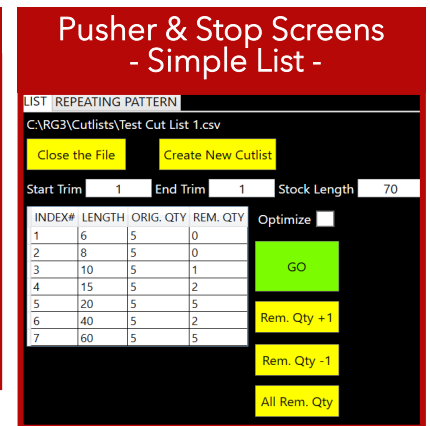 Pusher & Stop Screens
- Simple List -
LIST REPEATING PATTERN
C:\RG3\Cutlists\Test Cut List 1.csv
Close the File Create New Cutlist
Start Trim 1 End Trim 1 Stock Length 70
INDEX# LENGTH ORIG. QTY REM. QTY Optimize
1 6 5 0
2 8 5 0
3 10 5 1
GO
4 15 5 2
5 20 5 5
6 40 5 2
Rem. Qty +1
7 60 5 5
Rem. Qty -1
All Rem. Qty